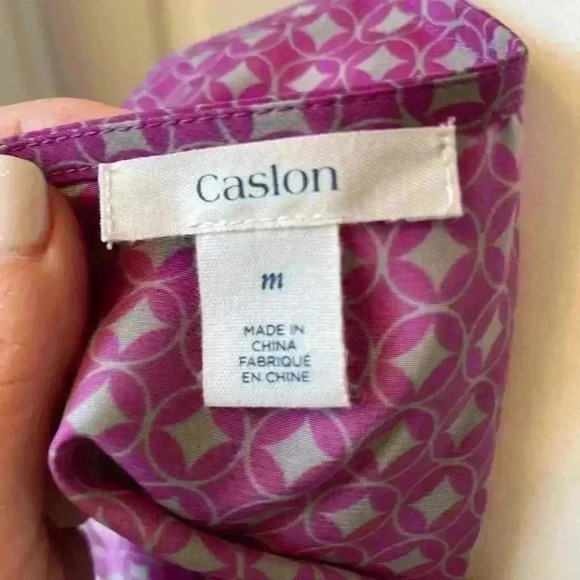 Caslon
m
MADE IN
CHINA
FABRIQUÉ
EN CHINE